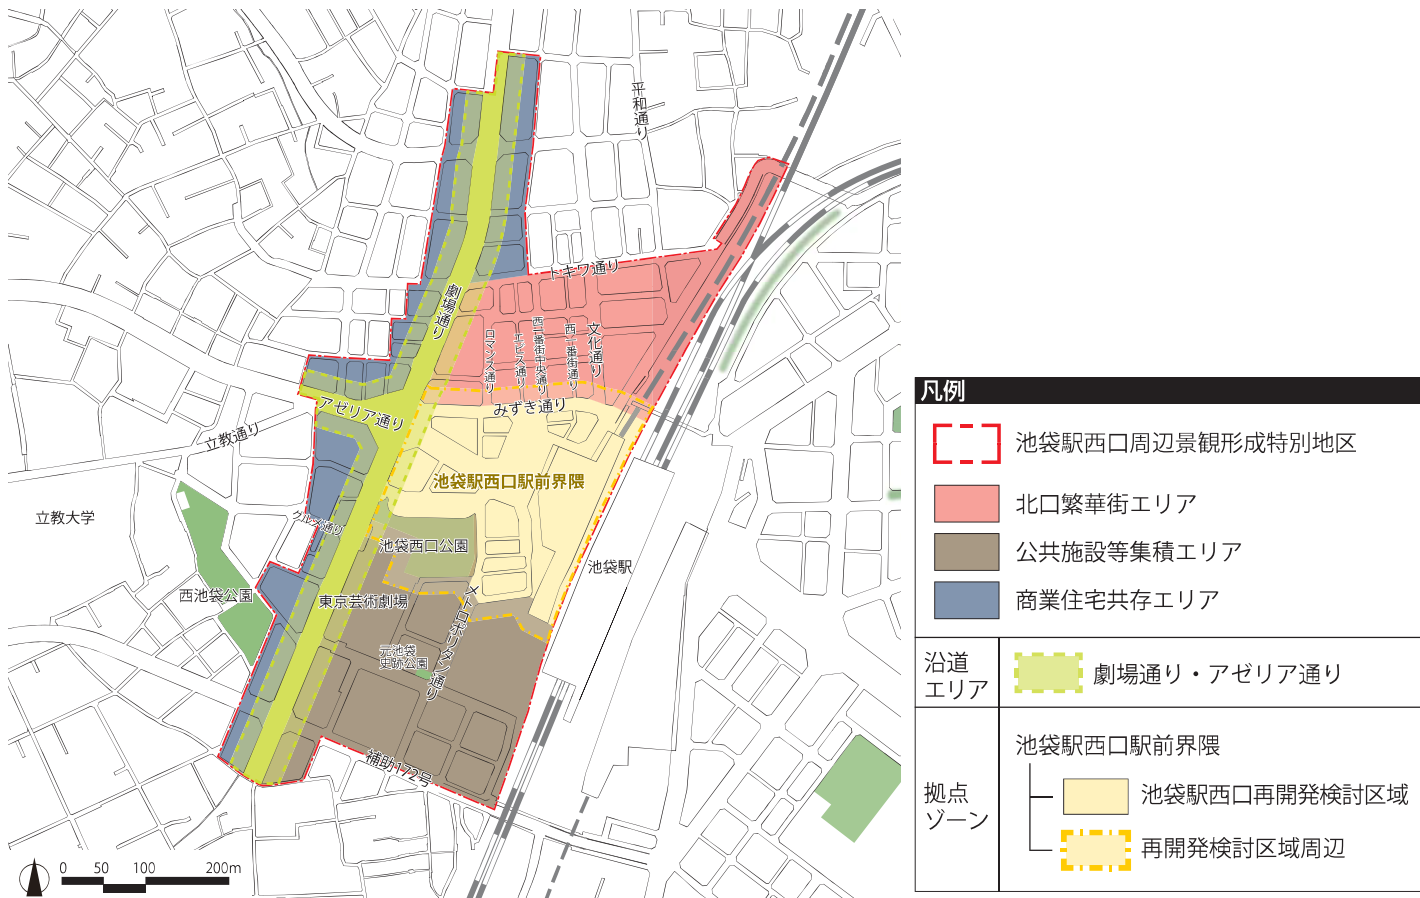 平和通り
トキワ通り
劇場通り
ロマンス通り
エビス通り
西一番街中央通り
西一番街通り
文化通り
みずき通り
アゼリア通り
立教通り
池袋駅西口駅前界隈
立教大学
グルメ通り
池袋西口公園
池袋駅
西池袋公園
東京芸術劇場
メトロポリタン通り
元池袋
史跡公園
補助172号
0 50 100 200m
凡例
池袋駅西口周辺景観形成特別地区
北口繁華街エリア
公共施設等集積エリア
商業住宅共存エリア
沿道
エリア
劇場通り・アゼリア通り
拠点
ゾーン
池袋駅西口駅前界隈
池袋駅西口再開発検討区域
再開発検討区域周辺